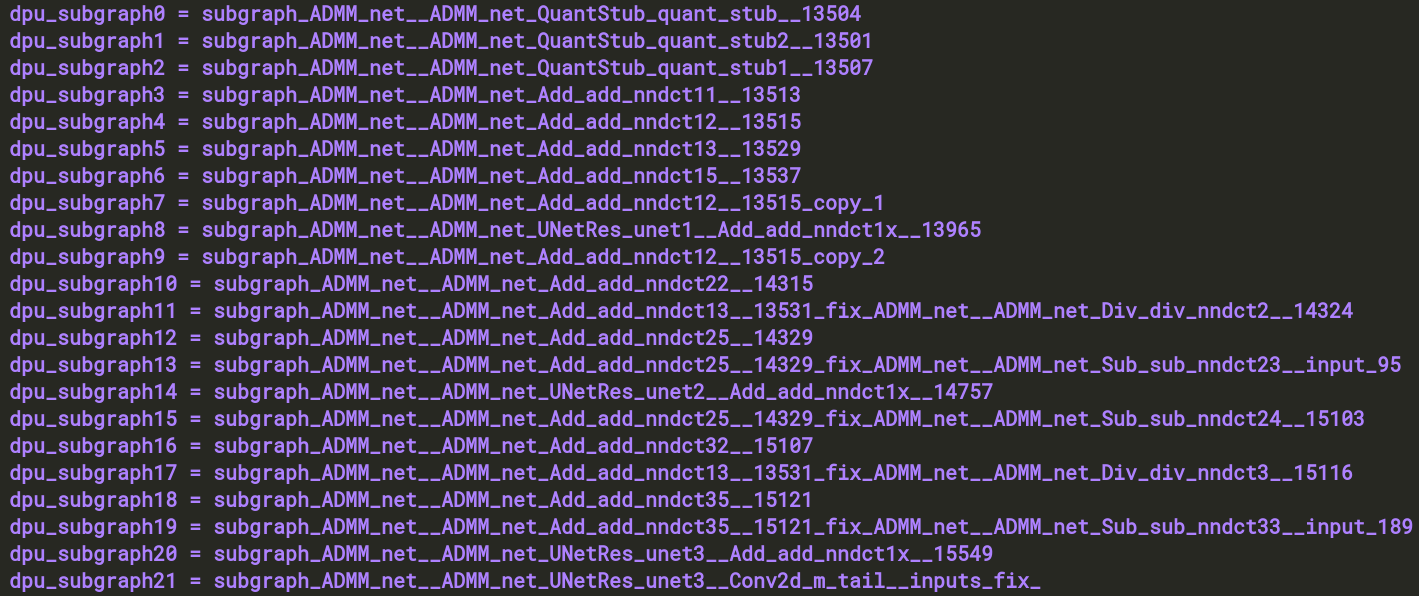 dpu_subgraph0 = subgraph_ADMM_net__ADMM_net_QuantStub_quant_stub__13504
dpu_subgraph1 = subgraph_ADMM_net__ADMM_net_QuantStub_quant_stub2__13501
dpu_subgraph2 = subgraph_ADMM_net__ADMM_net_QuantStub_quant_stub1__13507
dpu_subgraph3 = subgraph_ADMM_net__ADMM_net_Add_add_nndct11__13513
dpu_subgraph4 = subgraph_ADMM_net__ADMM_net_Add_add_nndct12__13515
dpu_subgraph5 = subgraph_ADMM_net__ADMM_net_Add_add_nndct13__13529
dpu_subgraph6 = subgraph_ADMM_net__ADMM_net_Add_add_nndct15__13537
dpu_subgraph7 = subgraph_ADMM_net__ADMM_net_Add_add_nndct12__13515_copy_1
dpu_subgraph8 = subgraph_ADMM_net__ADMM_net_UNetRes_unet1__Add_add_nndct1x__13965
dpu_subgraph9 = subgraph_ADMM_net__ADMM_net_Add_add_nndct12__13515_copy_2
dpu_subgraph10 = subgraph_ADMM_net__ADMM_net_Add_add_nndct22__14315
dpu_subgraph11 = subgraph_ADMM_net__ADMM_net_Add_add_nndct13__13531_fix_ADMM_net__ADMM_net_Div_div_nndct2__14324
dpu_subgraph12 = subgraph_ADMM_net__ADMM_net_Add_add_nndct25__14329
dpu_subgraph13 = subgraph_ADMM_net__ADMM_net_Add_add_nndct25__14329_fix_ADMM_net__ADMM_net_Sub_sub_nndct23__input_95
dpu_subgraph14 = subgraph_ADMM_net__ADMM_net_UNetRes_unet2__Add_add_nndct1x__14757
dpu_subgraph15 = subgraph_ADMM_net__ADMM_net_Add_add_nndct25__14329_fix_ADMM_net__ADMM_net_Sub_sub_nndct24__15103
dpu_subgraph16 = subgraph_ADMM_net__ADMM_net_Add_add_nndct32__15107
dpu_subgraph17 = subgraph_ADMM_net__ADMM_net_Add_add_nndct13__13531_fix_ADMM_net__ADMM_net_Div_div_nndct3__15116
dpu_subgraph18 = subgraph_ADMM_net__ADMM_net_Add_add_nndct35__15121
dpu_subgraph19 = subgraph_ADMM_net__ADMM_net_Add_add_nndct35__15121_fix_ADMM_net__ADMM_net_Sub_sub_nndct33__input_189
dpu_subgraph20 = subgraph_ADMM_net__ADMM_net_UNetRes_unet3__Add_add_nndct1x__15549
dpu_subgraph21 = subgraph_ADMM_net__ADMM_net_UNetRes_unet3__Conv2d_m_tail__inputs_fix_